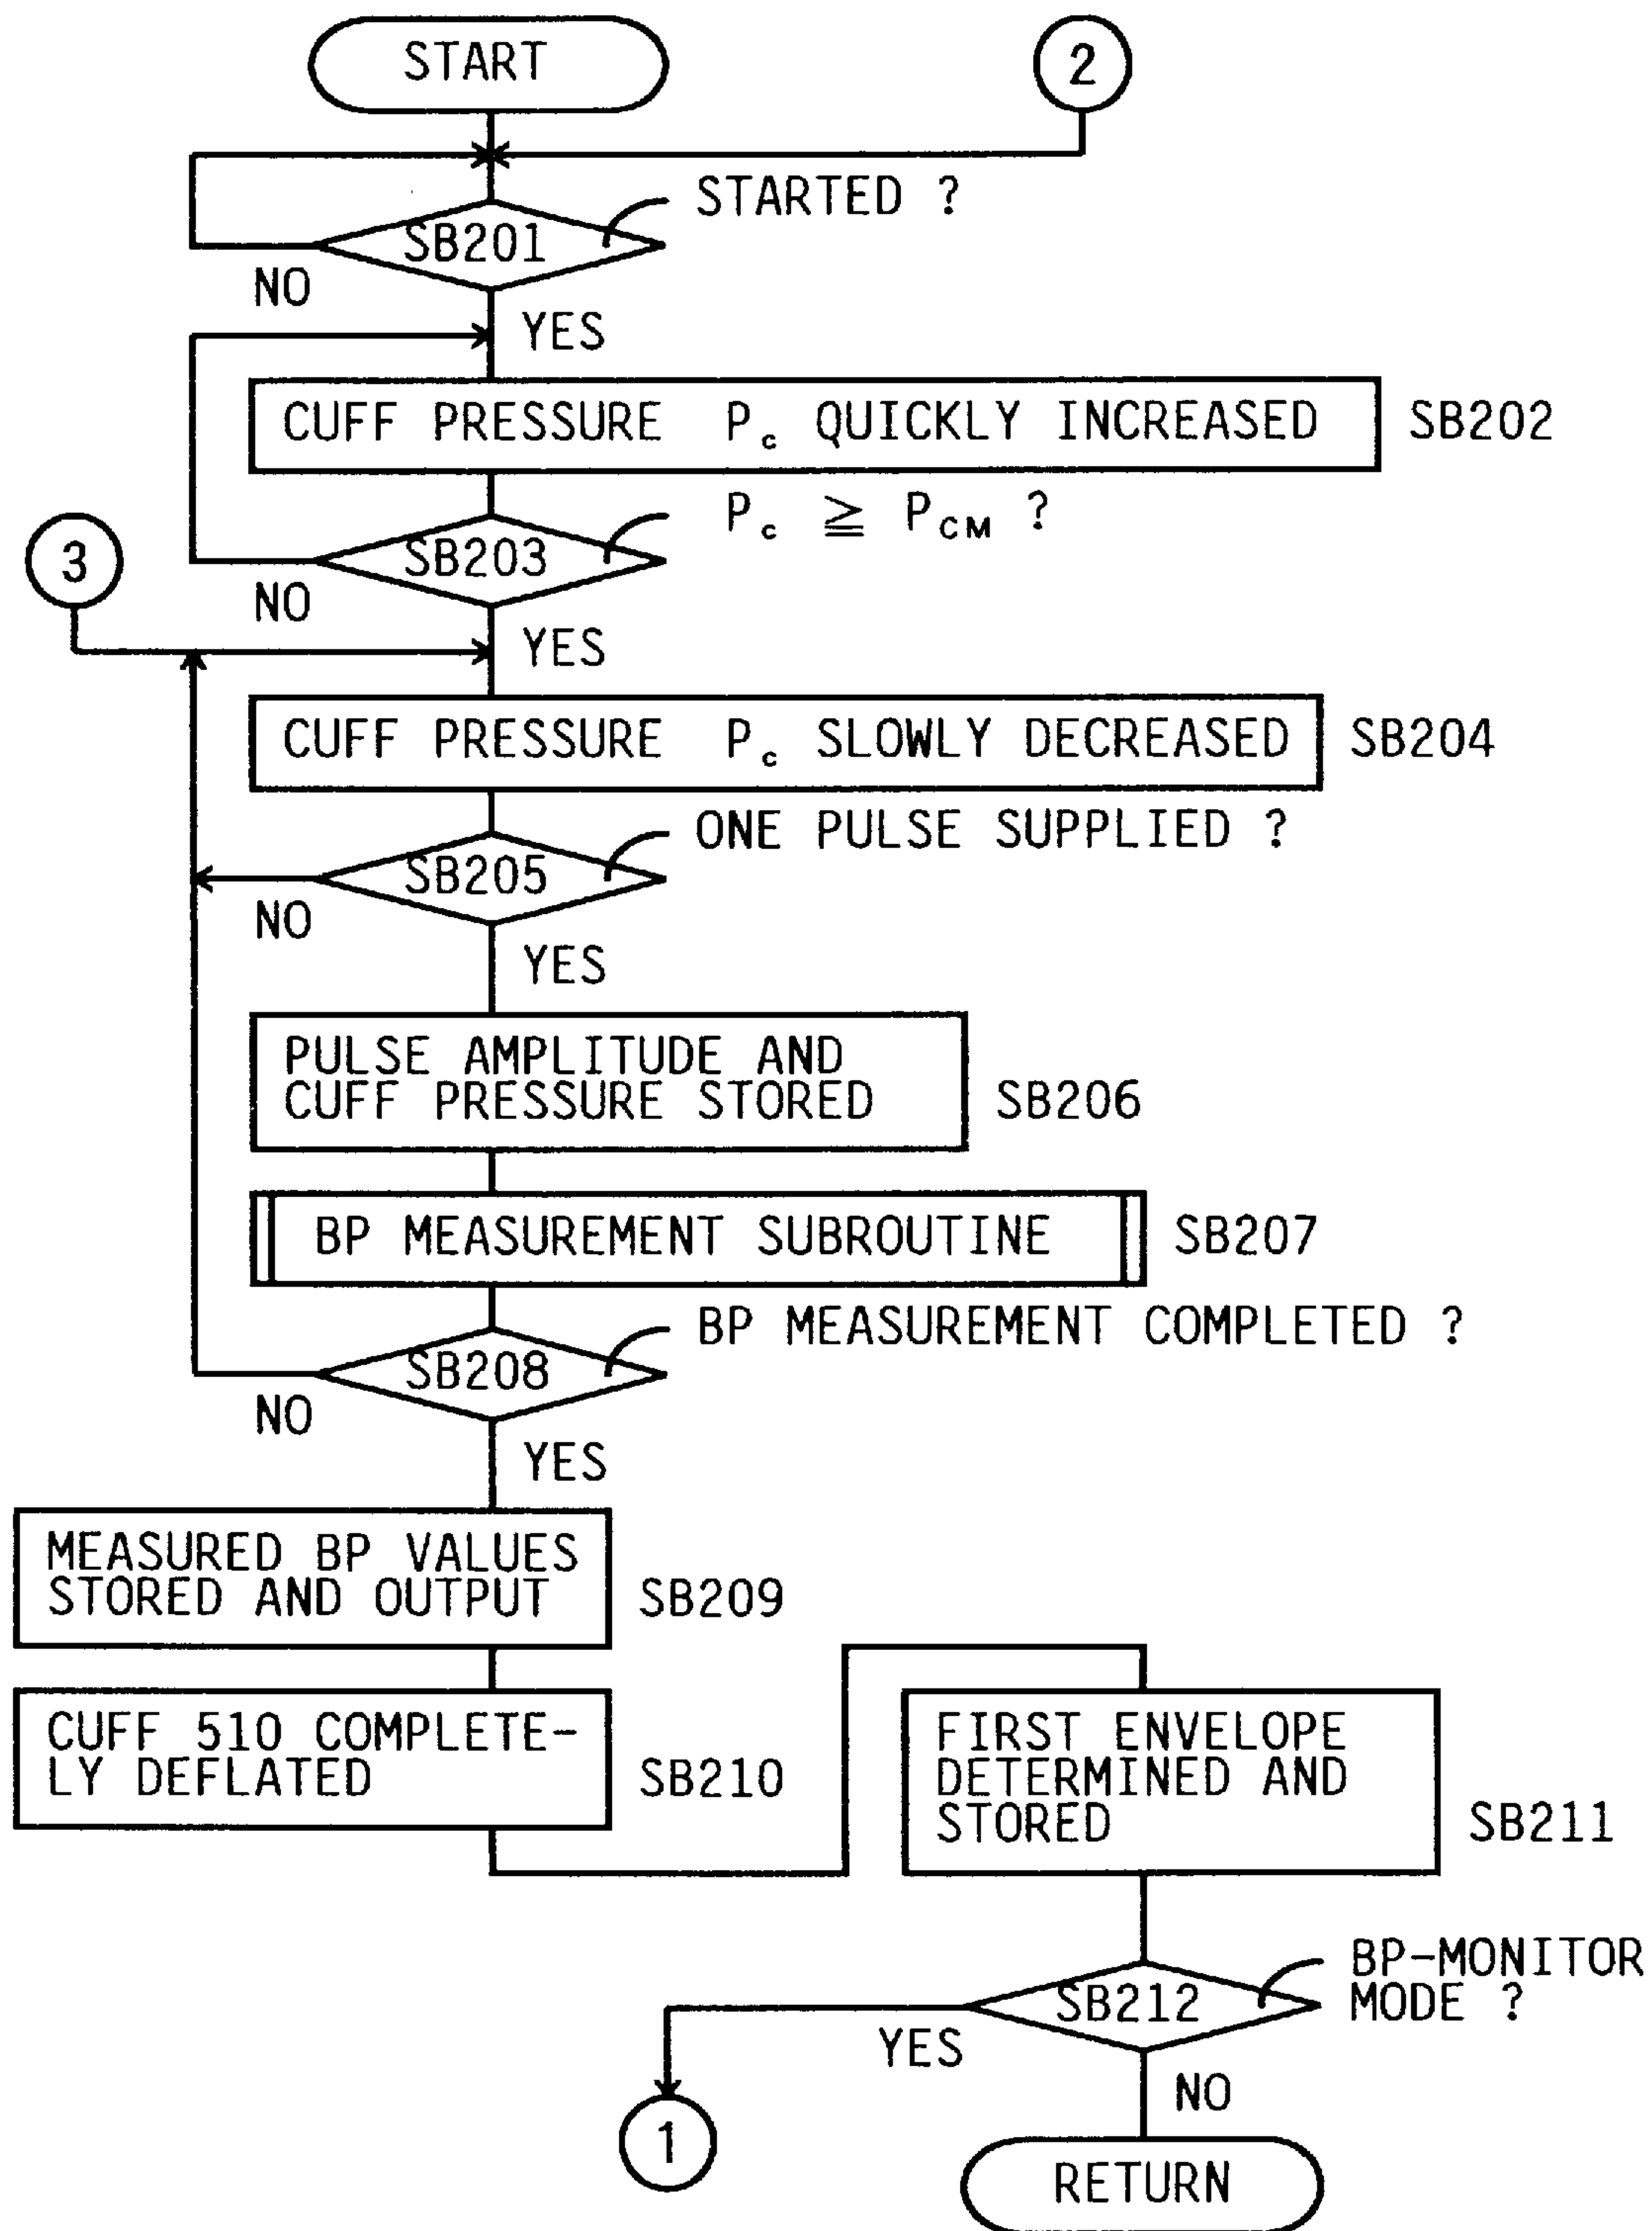 START
2
STARTED ?
SB201
NO
YES
CUFF PRESSURE Pc QUICKLY INCREASED
SB202
Pc ≧ PCM ?
SB203
3
NO
YES
CUFF PRESSURE Pc SLOWLY DECREASED
SB204
ONE PULSE SUPPLIED ?
SB205
NO
YES
PULSE AMPLITUDE AND
CUFF PRESSURE STORED
SB206
BP MEASUREMENT SUBROUTINE
SB207
BP MEASUREMENT COMPLETED ?
SB208
NO
YES
MEASURED BP VALUES
STORED AND OUTPUT
SB209
CUFF 510 COMPLETE-
LY DEFLATED
SB210
FIRST ENVELOPE
DETERMINED AND
STORED
SB211
BP-MONITOR
MODE ?
SB212
YES
NO
1
RETURN